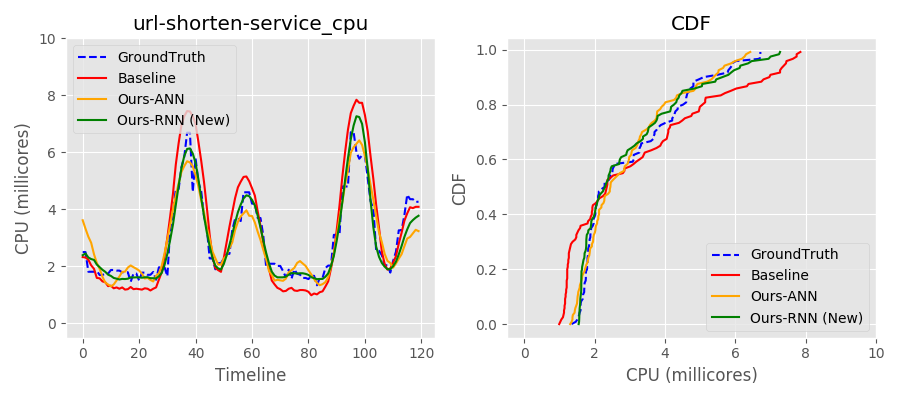 url-shorten-service_cpu
10
8
6
4
2
0
CPU (millicores)
GroundTruth
Baseline
Ours-ANN
Ours-RNN (New)
0 20 40 60 80 100 120
Timeline
CDF
1.0
0.8
0.6
0.4
0.2
0.0
CDF
GroundTruth
Baseline
Ours-ANN
Ours-RNN (New)
0 2 4 6 8 10
CPU (millicores)